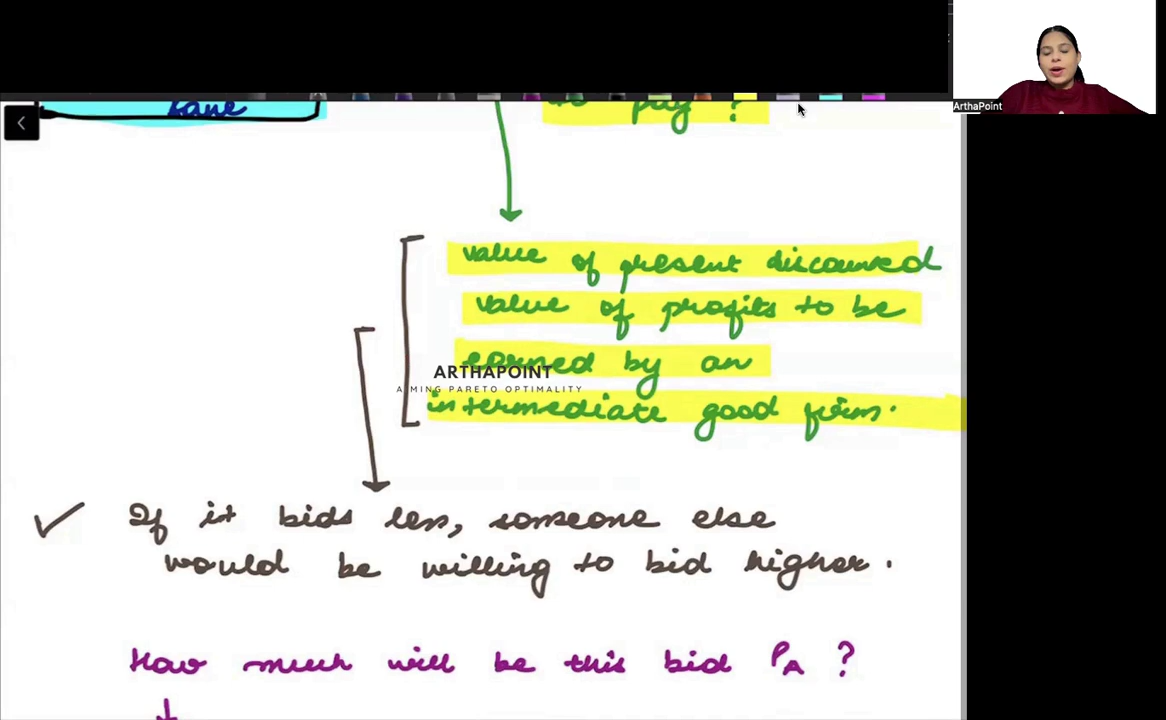 to pay ?
ArthaPoint
value of present discounted
value of profits to be
earned by an
ARTHAPOINT
AIMING PARETO OPTIMALITY
intermediate good firm.
If it bids less, someone else
would be willing to bid higher.
How much will be this bid PA ?